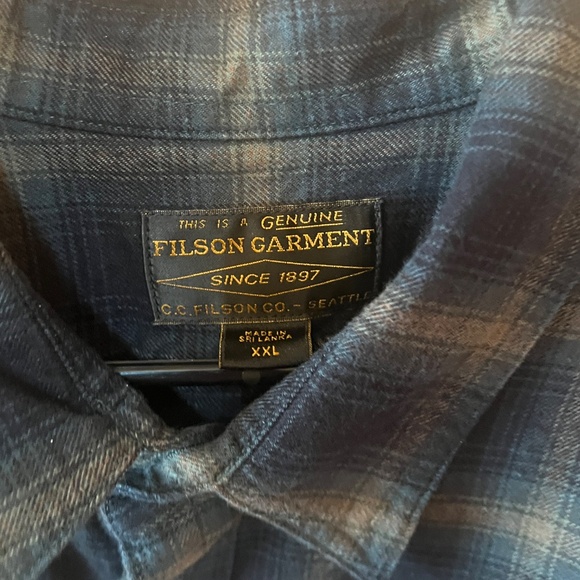 THIS IS A GENUINE
FILSON GARMENT
SINCE 1897
C.C. FILSON CO. - SEATTLE
MADE IN
SRI LANKA
XXL